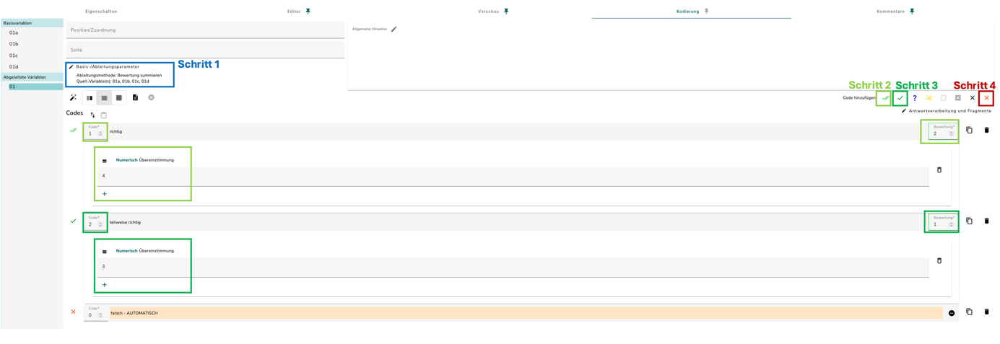 Eigenschaften
Editor
Vorschau
Kodierung
Kommentare
Basisvariablen
01a
01b
01c
01d
Abgeleitete Variablen
01
Position/Zuordnung
Seite
Allgemeine Hinweise
Basis-/Ableitungsparameter
Ableitungsmethode: Bewertung summieren
Quell-Variable(n): 01a, 01b, 01c, 01d
Schritt 1
Schritt 2 Schritt 3 Schritt 4
Code hinzufügen
?
Antwortverarbeitung und Fragmente
Codes
Code*
1
richtig
Bewertung*
2
Numerisch Übereinstimmung
4
Code*
2
teilweise richtig
Bewertung*
1
Numerisch Übereinstimmung
3
Code*
0
falsch - AUTOMATISCH